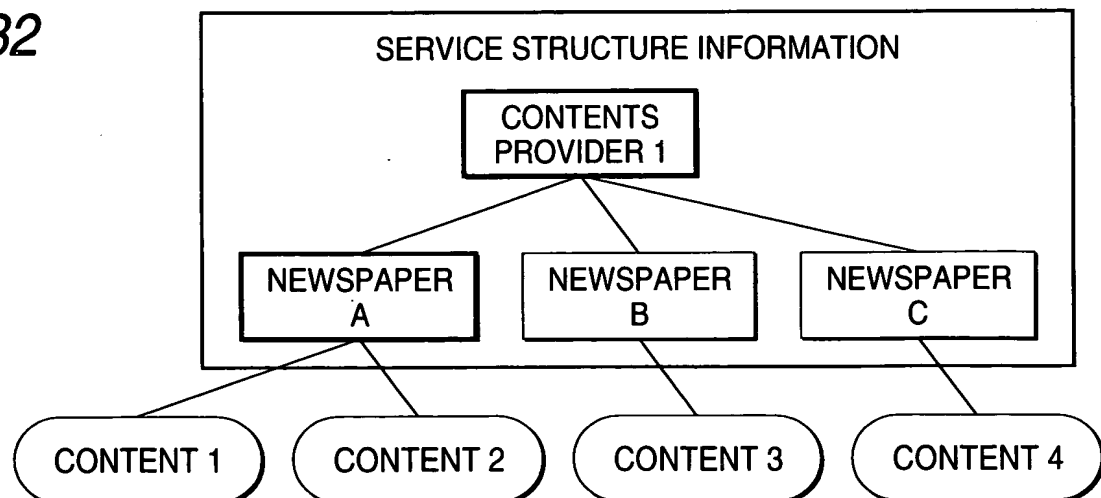 32
SERVICE STRUCTURE INFORMATION
CONTENTS
PROVIDER 1
NEWSPAPER
A
NEWSPAPER
B
NEWSPAPER
C
CONTENT 1
CONTENT 2
CONTENT 3
CONTENT 4